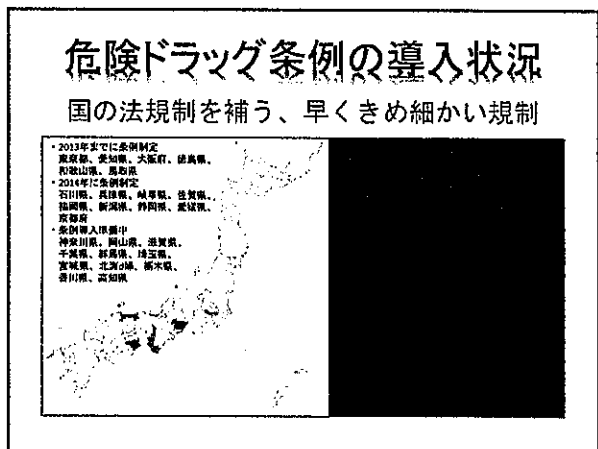 危険ドラッグ条例の導入状況
国の法規制を補う、早くきめ細かい規制
・2013年までに条例制定
東京都、愛知県、大阪府、徳島県、
和歌山県、鳥取県
・2014年に条例制定
石川県、兵庫県、岐阜県、佐賀県、
福岡県、新潟県、静岡県、愛媛県、
京都府
・条例導入準備中
神奈川県、岡山県、滋賀県、
千葉県、群馬県、埼玉県、
宮城県、北海道、栃木県、
香川県、高知県